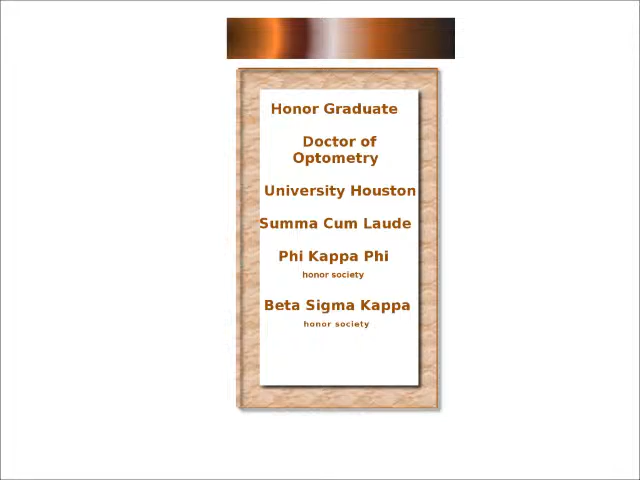 Honor Graduate
Doctor of
Optometry
University Houston
Summa Cum Laude
Phi Kappa Phi
honor society
Beta Sigma Kappa
honor society